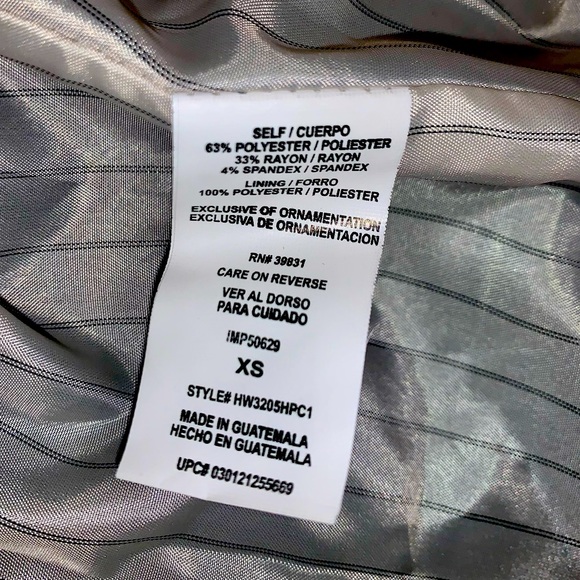 SELF / CUERPO
63% POLYESTER / POLIESTER
33% RAYON / RAYON
4% SPANDEX / SPANDEX
LINING / FORRO
100% POLYESTER / POLIESTER
EXCLUSIVE OF ORNAMENTATION
EXCLUSIVA DE ORNAMENTACION
RN# 39831
CARE ON REVERSE
VER AL DORSO
PARA CUIDADO
IMP50629
XS
STYLE# HW3205HPC1
MADE IN GUATEMALA
HECHO EN GUATEMALA
UPC# 030121255669